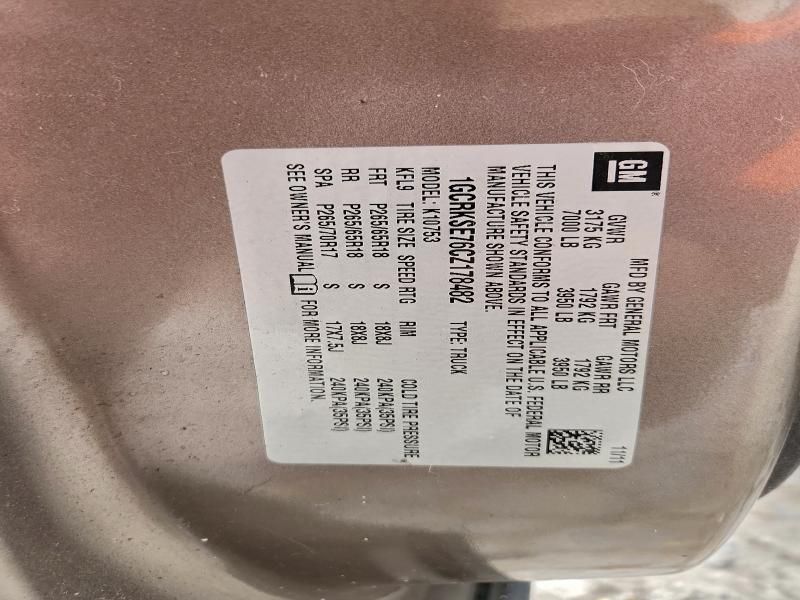 GM
MFD BY GENERAL MOTORS LLC 11/11
GVWR GAWR FRT GAWR RR
3175 KG 1792 KG 1792 KG
7000 LB 3950 LB 3950 LB
THIS VEHICLE CONFORMS TO ALL APPLICABLE U.S. FEDERAL MOTOR
VEHICLE SAFETY STANDARDS IN EFFECT ON THE DATE OF
MANUFACTURE SHOWN ABOVE.
1GCRKSE76CZ178482 TYPE: TRUCK
MODEL: K10753
KFL9 TIRE SIZE SPEED RTG RIM COLD TIRE PRESSURE
FRT P265/65R18 S 18X8J 240KPA(35PSI)
RR P265/65R18 S 18X8J 240KPA(35PSI)
SPA P265/70R17 S 17X7.5J 240KPA(35PSI)
SEE OWNER'S MANUAL FOR MORE INFORMATION.